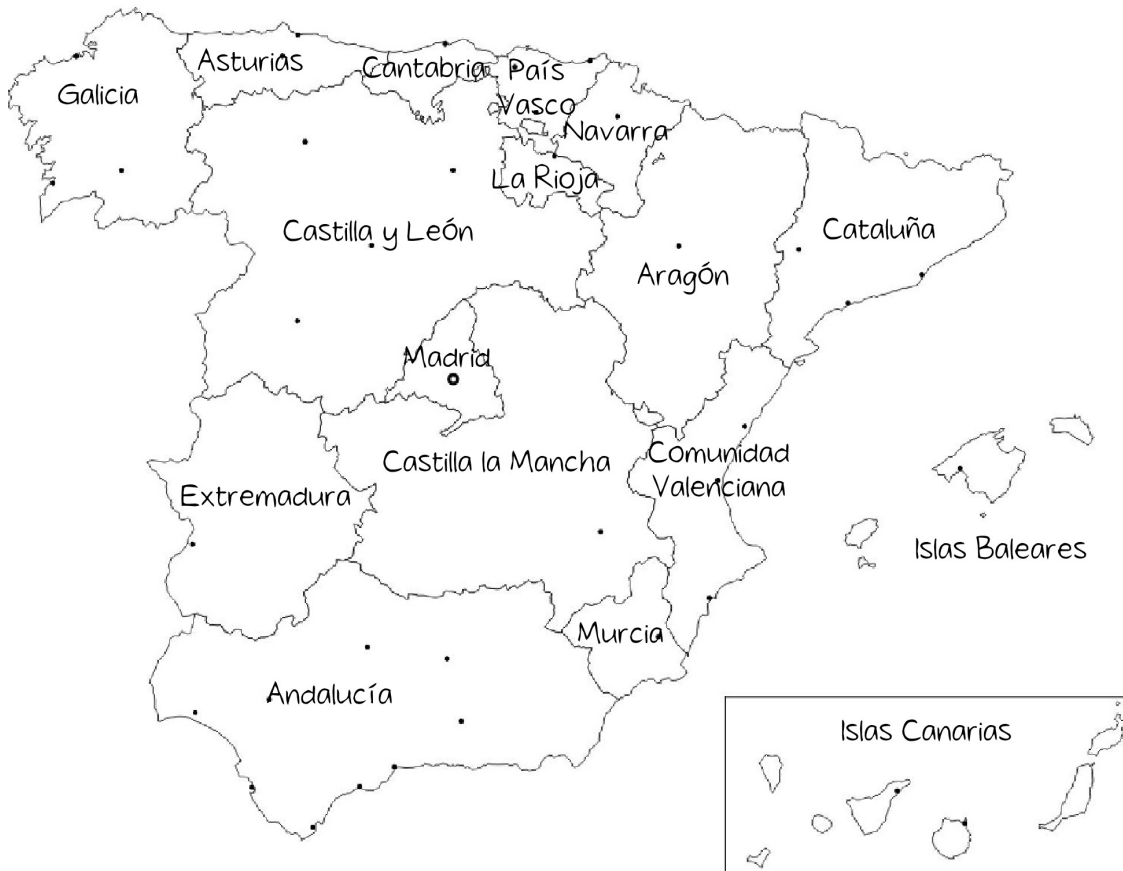 Asturias
Cantabria
País
Vasco
Galicia
Navarra
La Rioja
Castilla y León
Cataluña
Aragón
Madrid
Castilla la Mancha
Comunidad
Valenciana
Extremadura
Islas Baleares
Murcia
Andalucía
Islas Canarias